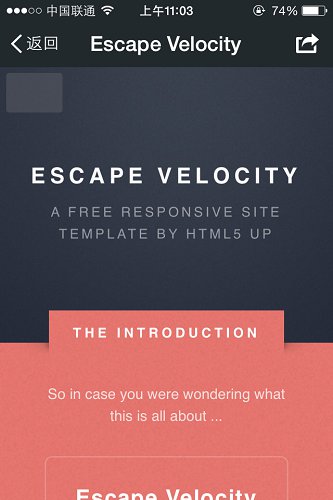 中国联通 上午11:03 74%
返回 Escape Velocity
ESCAPE VELOCITY
A FREE RESPONSIVE SITE
TEMPLATE BY HTML5 UP
THE INTRODUCTION
So in case you were wondering what
this is all about ...
Escape Velocity